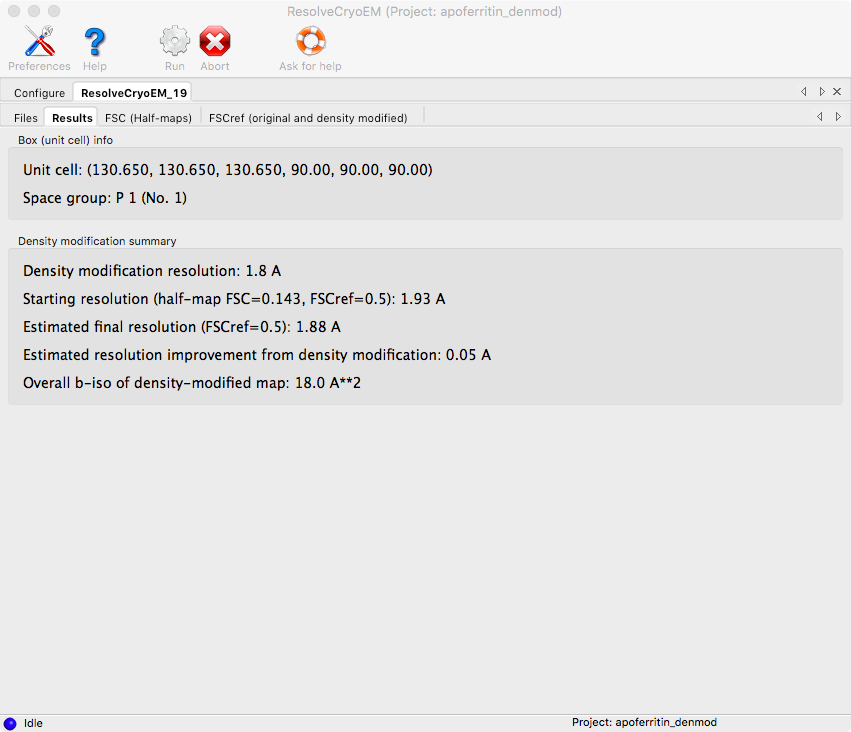 ResolveCryoEM (Project: apoferritin_denmod)
Preferences Help Run Abort Ask for help
Configure ResolveCryoEM_19
Files Results FSC (Half-maps) FSCref (original and density modified)
Box (unit cell) info
Unit cell: (130.650, 130.650, 130.650, 90.00, 90.00, 90.00)
Space group: P 1 (No. 1)
Density modification summary
Density modification resolution: 1.8 A
Starting resolution (half-map FSC=0.143, FSCref=0.5): 1.93 A
Estimated final resolution (FSCref=0.5): 1.88 A
Estimated resolution improvement from density modification: 0.05 A
Overall b-iso of density-modified map: 18.0 A**2
Idle Project: apoferritin_denmod